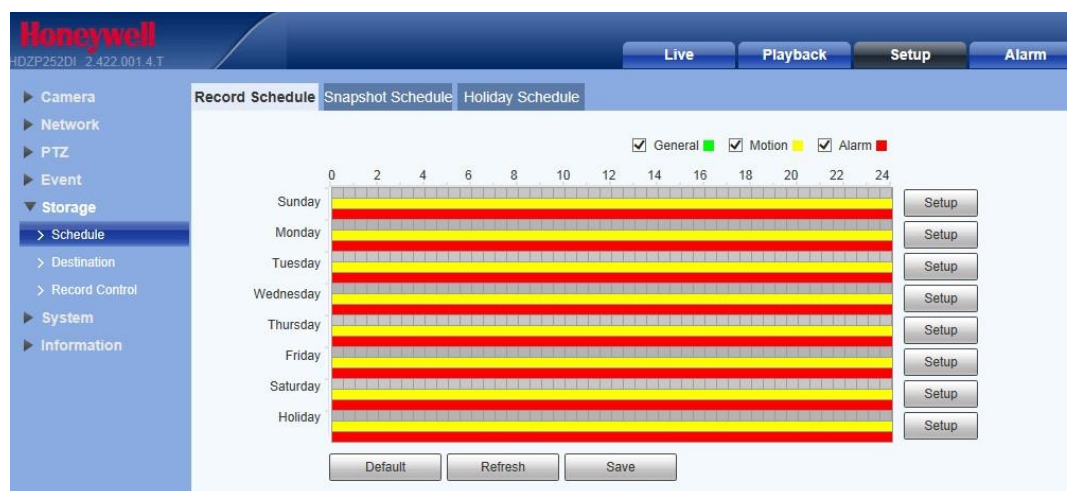 Honeywell
HDZP252DI 2.422.001.4.T
Live Playback Setup Alarm
Camera
Network
PTZ
Event
Storage
Schedule
Destination
Record Control
System
Information
Record Schedule Snapshot Schedule Holiday Schedule
General Motion Alarm
0 2 4 6 8 10 12 14 16 18 20 22 24
Sunday Setup
Monday Setup
Tuesday Setup
Wednesday Setup
Thursday Setup
Friday Setup
Saturday Setup
Holiday Setup
Default Refresh Save